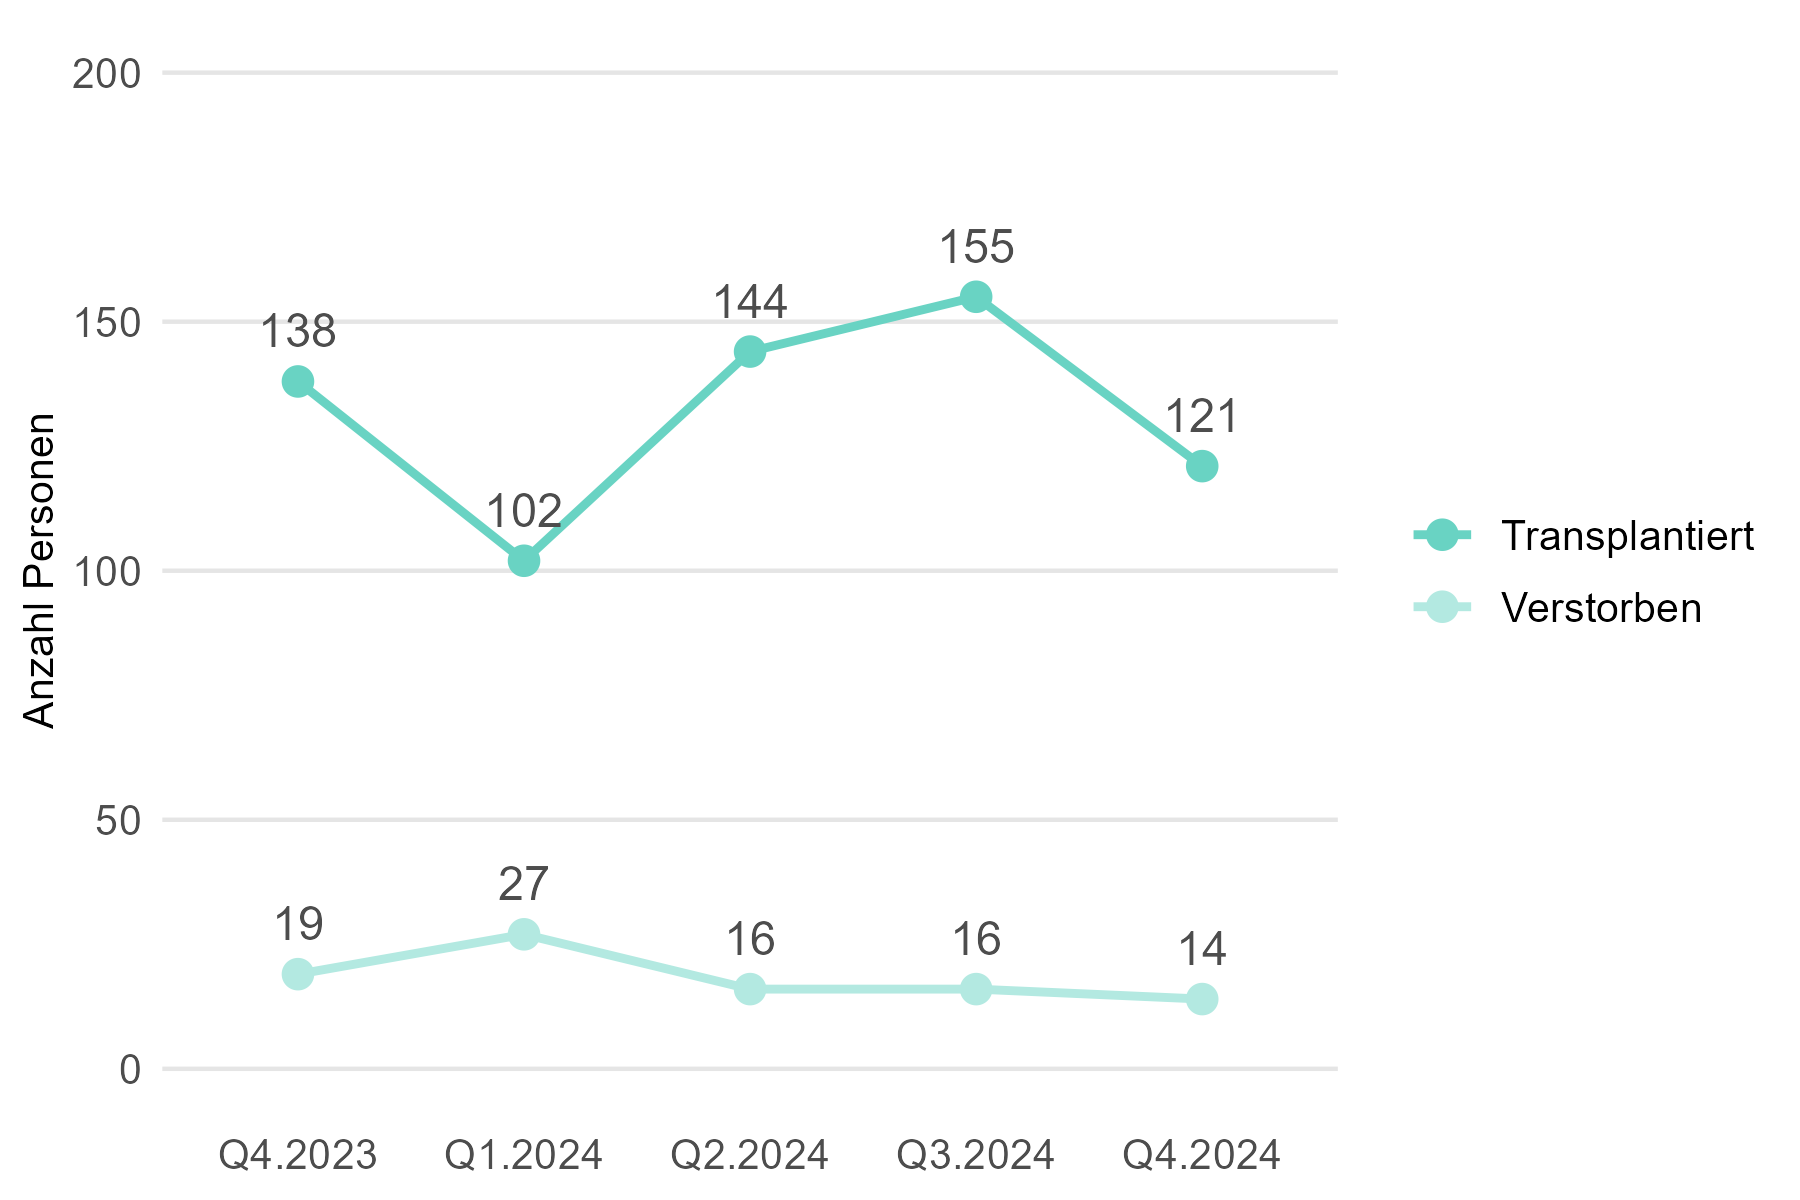 200
150
100
50
0
Anzahl Personen
138
102
144
155
121
19
27
16
16
14
Q4.2023
Q1.2024
Q2.2024
Q3.2024
Q4.2024
Transplantiert
Verstorben